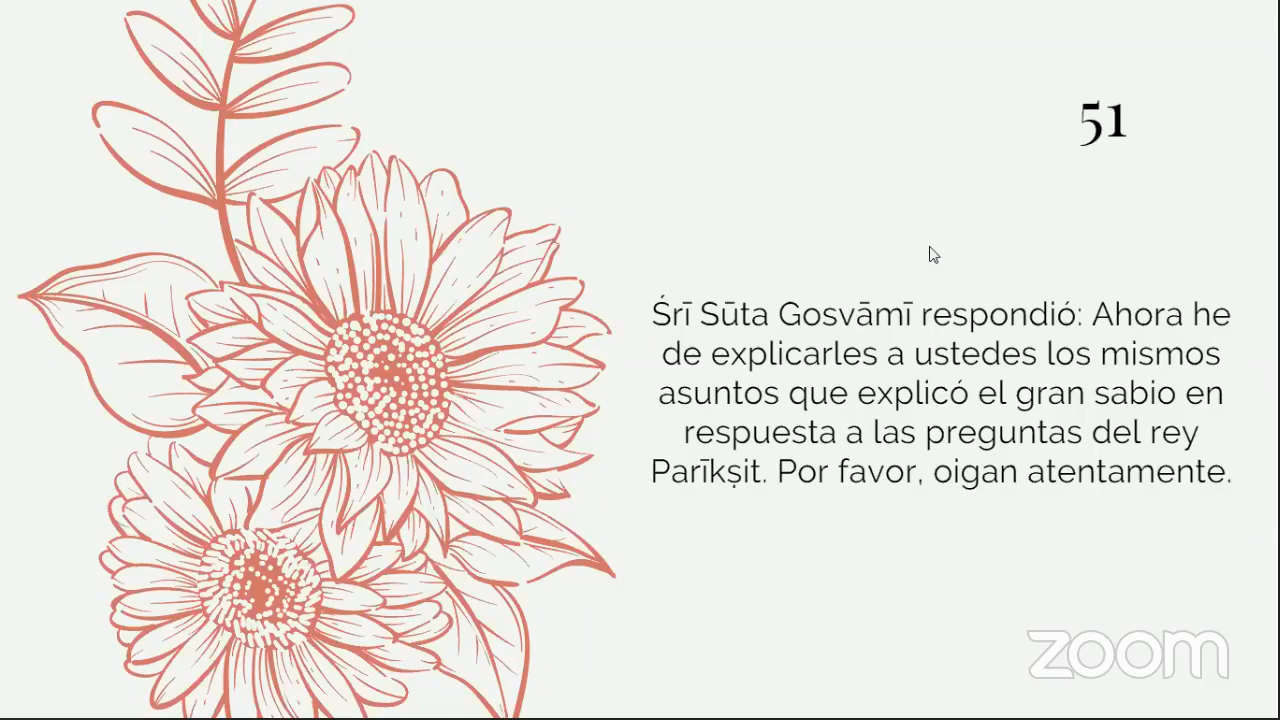 51
Śrī Sūta Gosvāmī respondió: Ahora he
de explicarles a ustedes los mismos
asuntos que explicó el gran sabio en
respuesta a las preguntas del rey
Parīkṣit. Por favor, oigan atentamente.
zoom